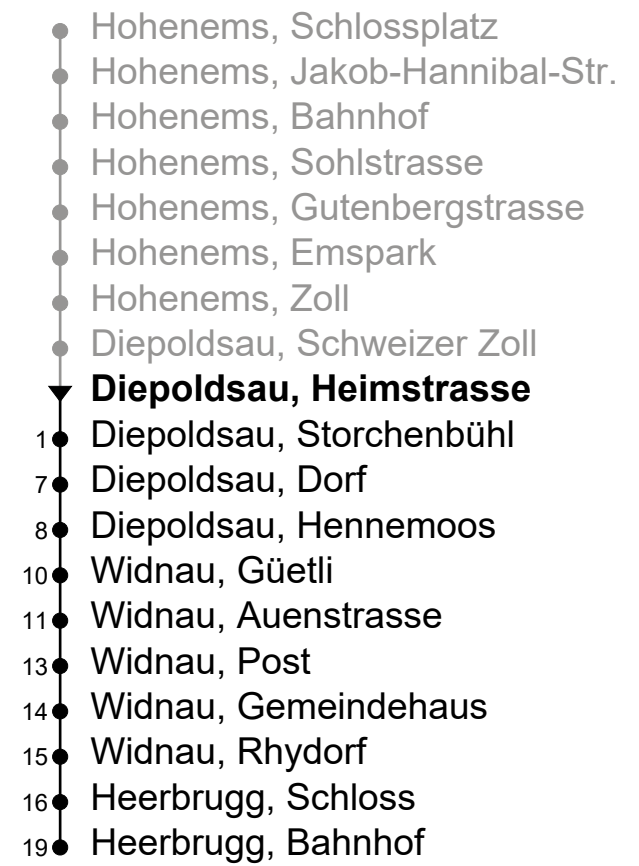 Hohenems, Schlossplatz
Hohenems, Jakob-Hannibal-Str.
Hohenems, Bahnhof
Hohenems, Sohlstrasse
Hohenems, Gutenbergstrasse
Hohenems, Emspark
Hohenems, Zoll
Diepoldsau, Schweizer Zoll
Diepoldsau, Heimstrasse
1 Diepoldsau, Storchenbühl
7 Diepoldsau, Dorf
8 Diepoldsau, Hennemoos
10 Widnau, Güetli
11 Widnau, Auenstrasse
13 Widnau, Post
14 Widnau, Gemeindehaus
15 Widnau, Rhydorf
16 Heerbrugg, Schloss
19 Heerbrugg, Bahnhof